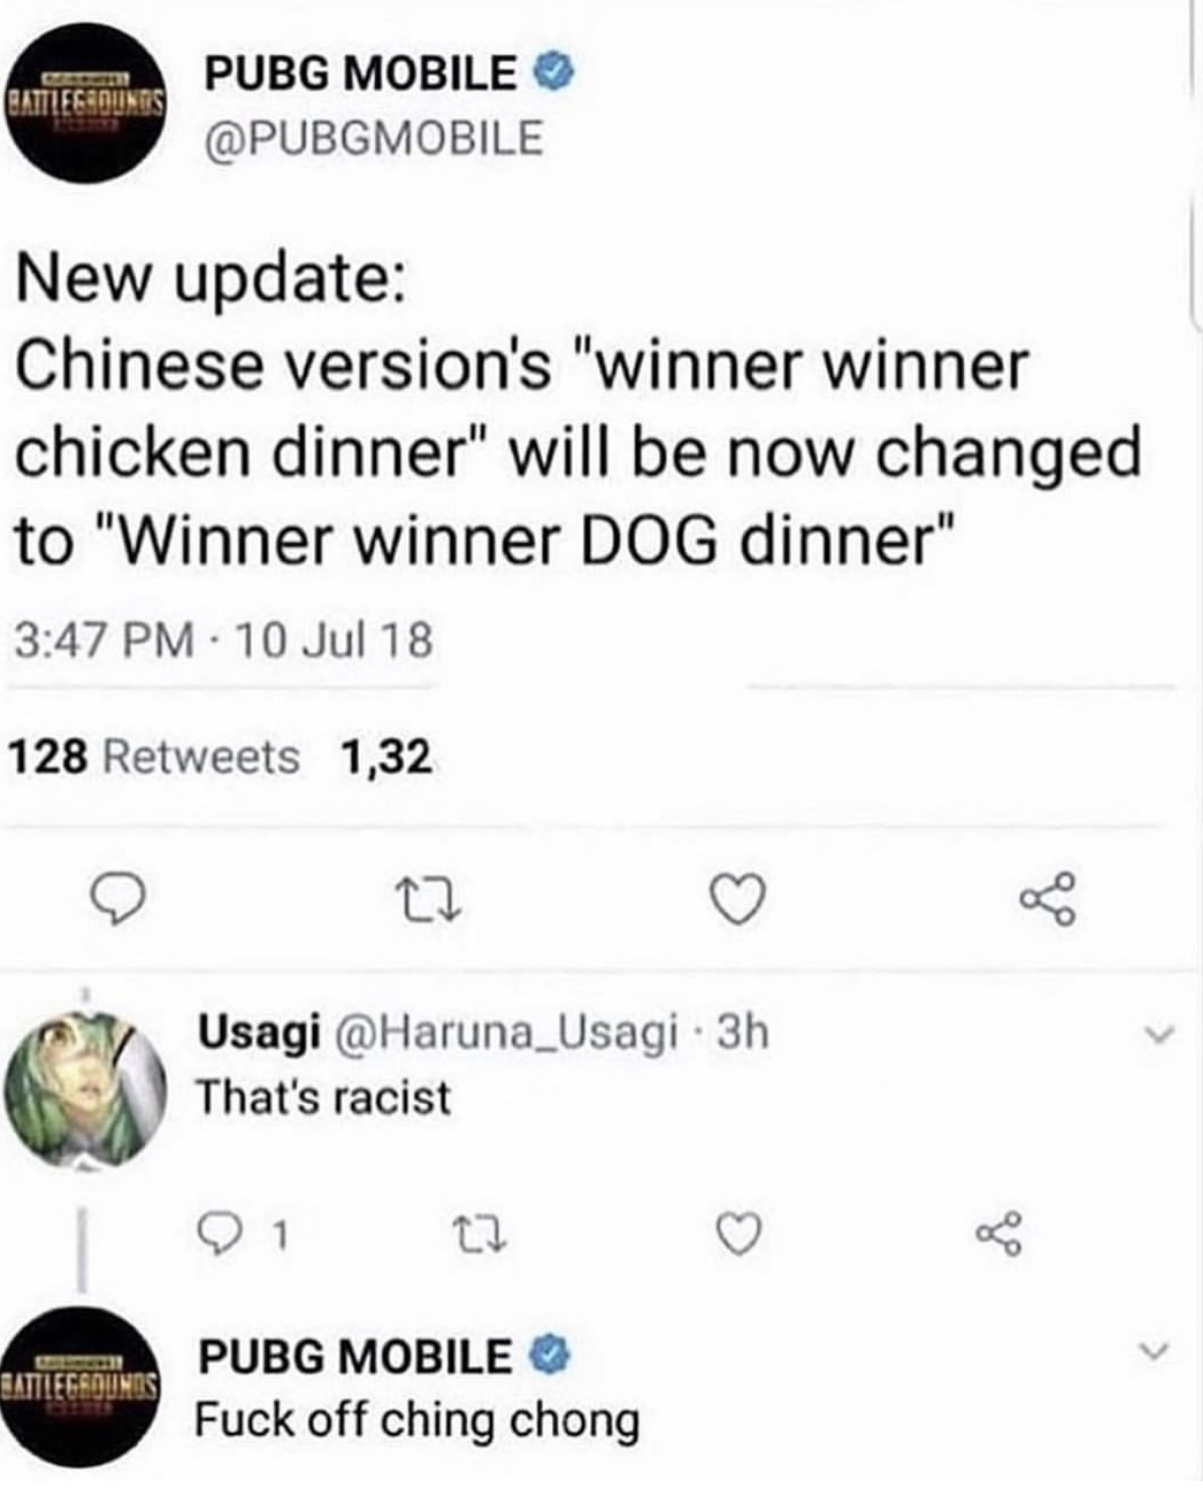 BATTLEGROUNDS
PUBG MOBILE
@PUBGMOBILE
New update:
Chinese version's "winner winner
chicken dinner" will be now changed
to "Winner winner DOG dinner"
3:47 PM · 10 Jul 18
128 Retweets 1,32
Usagi @Haruna_Usagi · 3h
That's racist
1
BATTLEGROUNDS
PUBG MOBILE
Fuck off ching chong